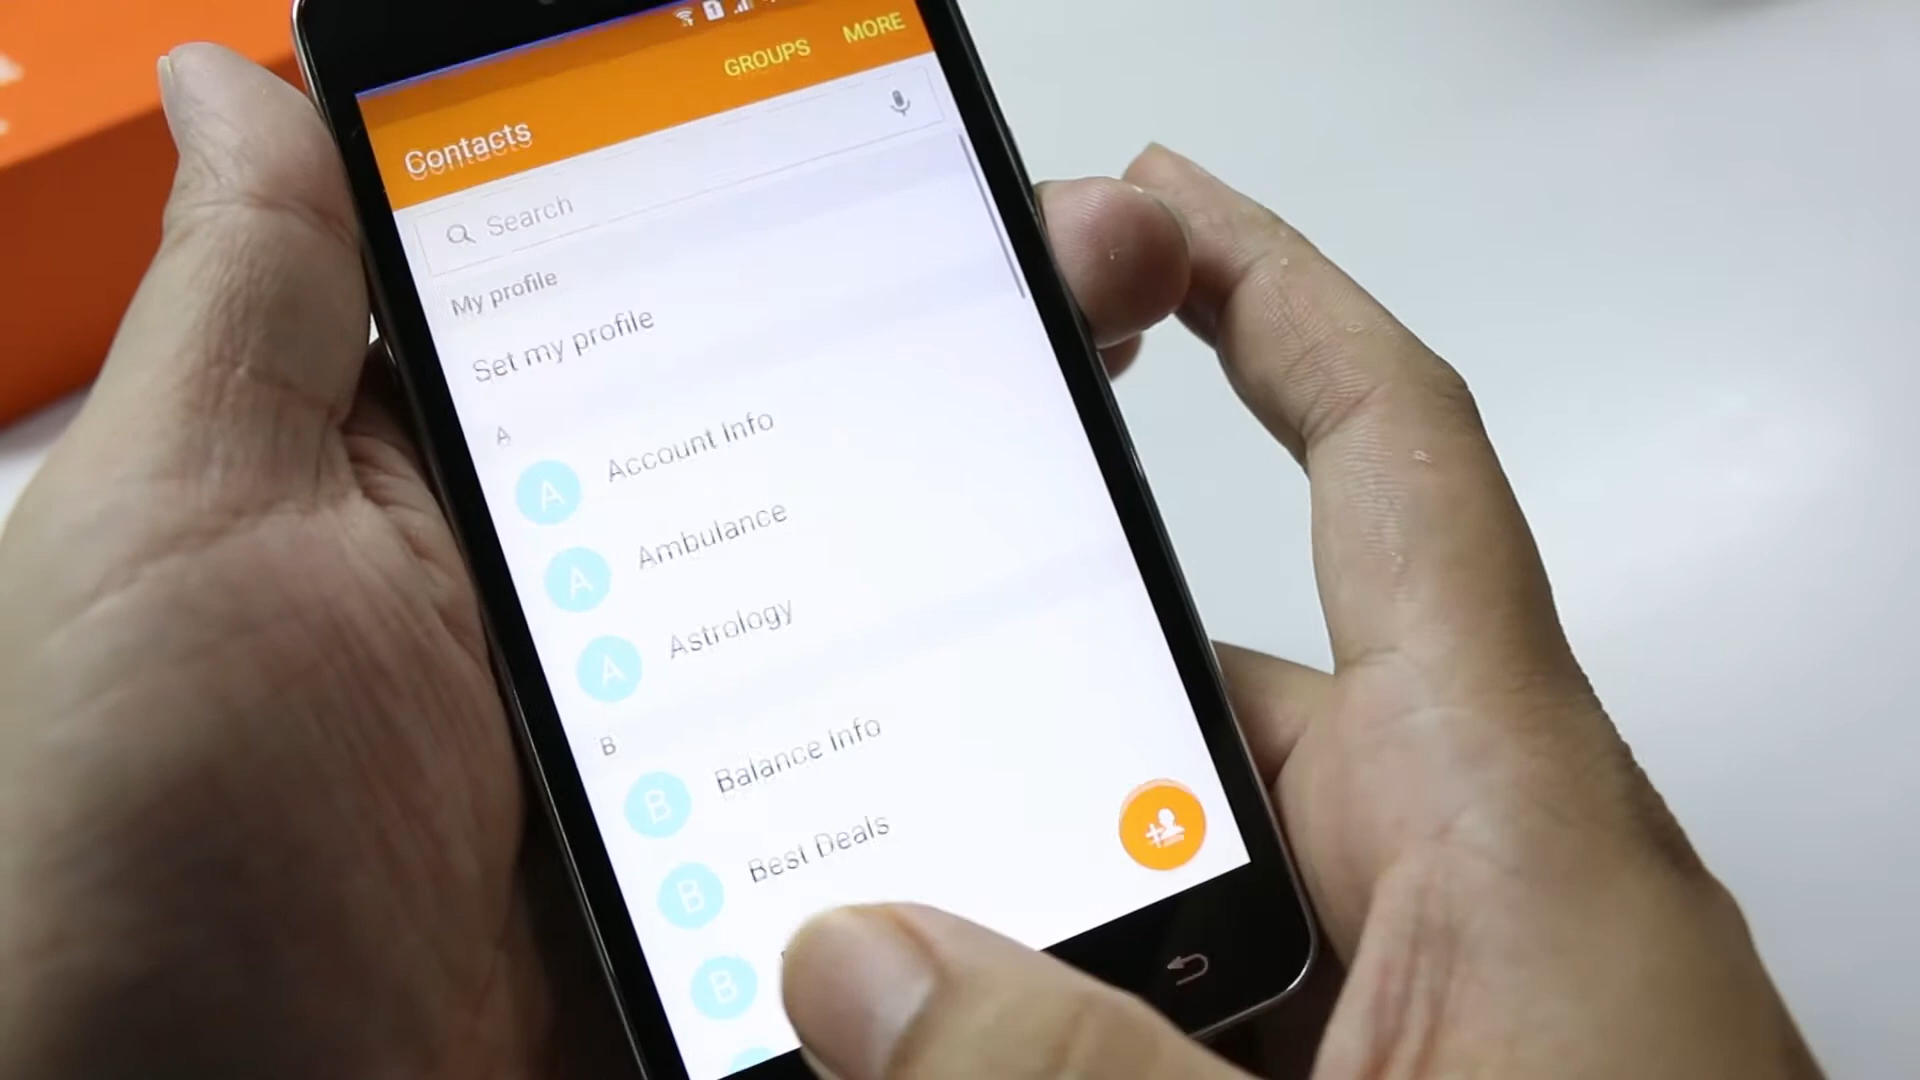 GROUPS
MORE
Contacts
Search
My profile
Set my profile
A
A Account Info
A Ambulance
A Astrology
B
B Balance Info
B Best Deals
B